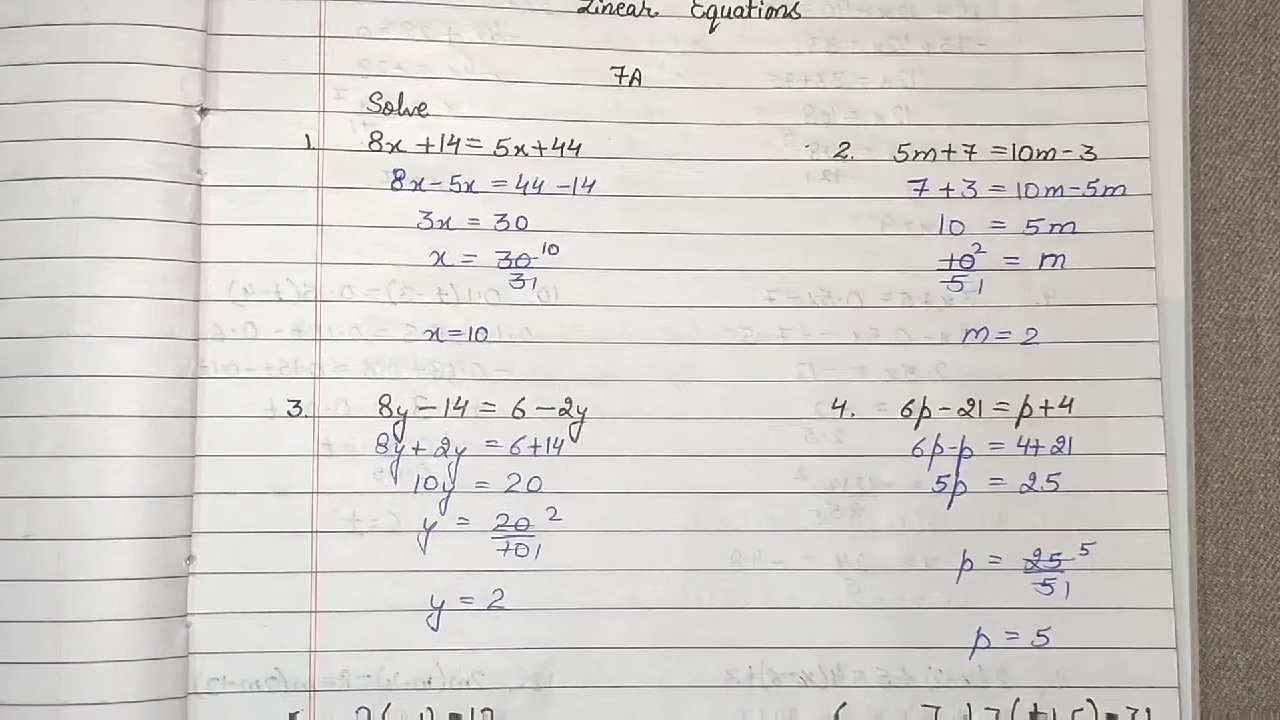 Linear Equations
7A
Solve
1. 8x + 14 = 5x + 44
8x - 5x = 44 - 14
3x = 30
x = 30 10
3 1
x = 10
2. 5m + 7 = 10m - 3
7 + 3 = 10m - 5m
10 = 5m
10 2 = m
5 1
m = 2
3. 8y - 14 = 6 - 2y
8y + 2y = 6 + 14
10y = 20
y = 20 2
10 1
y = 2
4. 6p - 21 = p + 4
6p - p = 4 + 21
5p = 25
p = 25 5
5 1
p = 5